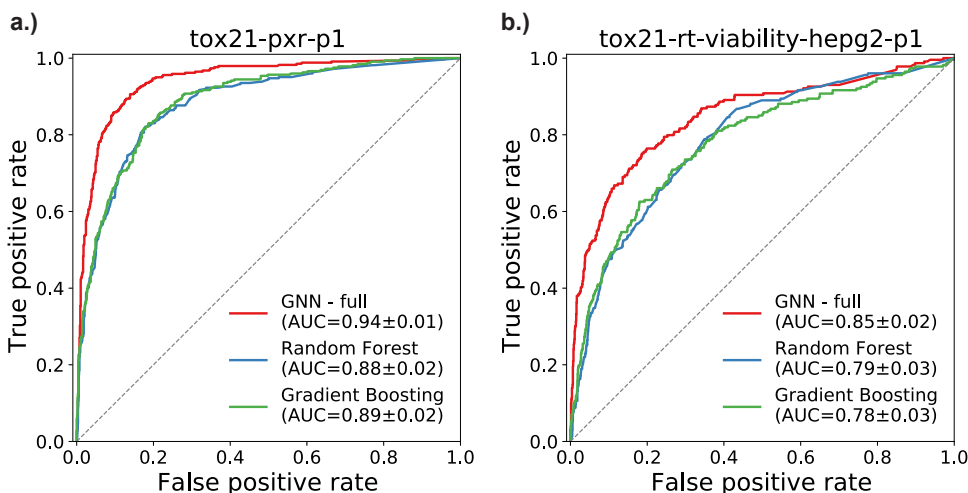 a.)
tox21-pxr-p1
True positive rate
1.0
0.8
0.6
0.4
0.2
0.0
GNN - full
(AUC=0.94±0.01)
Random Forest
(AUC=0.88±0.02)
Gradient Boosting
(AUC=0.89±0.02)
0.0 0.2 0.4 0.6 0.8 1.0
False positive rate
b.)
tox21-rt-viability-hepg2-p1
True positive rate
1.0
0.8
0.6
0.4
0.2
0.0
GNN - full
(AUC=0.85±0.02)
Random Forest
(AUC=0.79±0.03)
Gradient Boosting
(AUC=0.78±0.03)
0.0 0.2 0.4 0.6 0.8 1.0
False positive rate